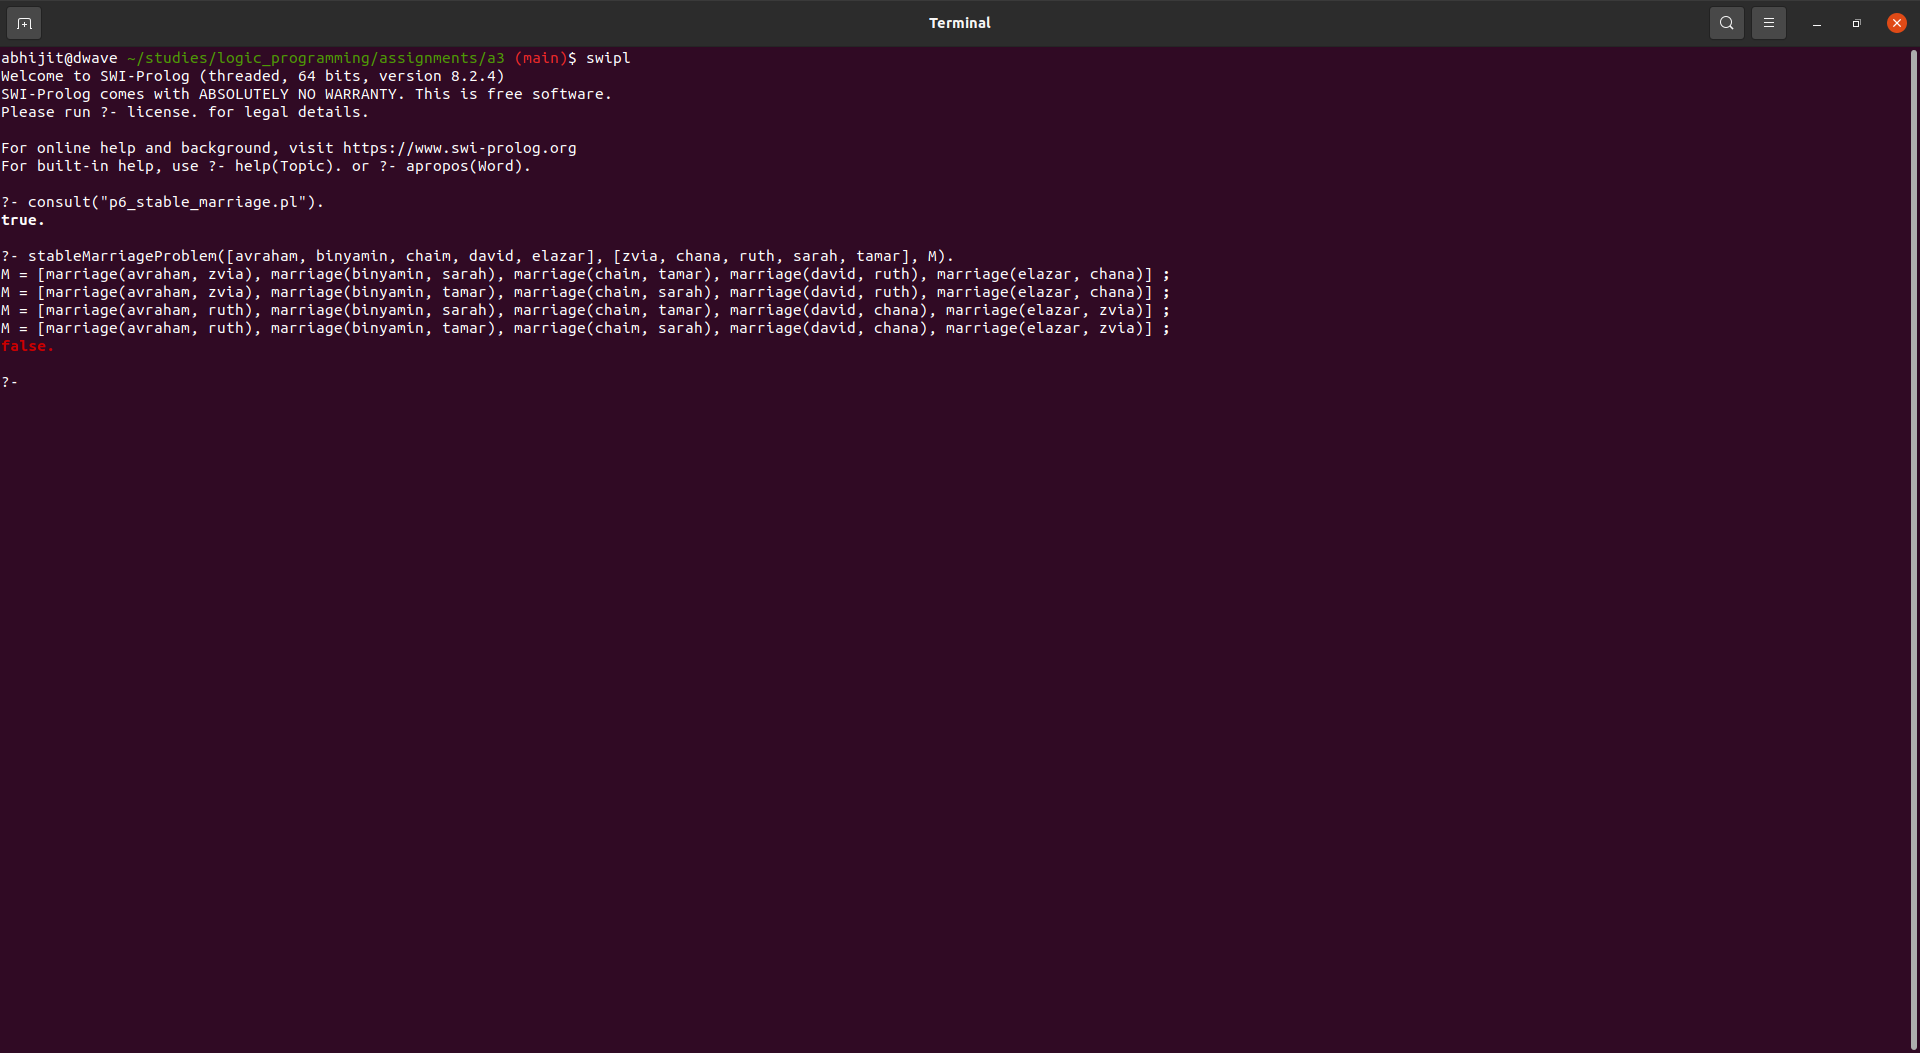 Terminal
abhijit@dwave ~/studies/logic_programming/assignments/a3 (main)$ swipl
Welcome to SWI-Prolog (threaded, 64 bits, version 8.2.4)
SWI-Prolog comes with ABSOLUTELY NO WARRANTY. This is free software.
Please run ?- license. for legal details.
For online help and background, visit https://www.swi-prolog.org
For built-in help, use ?- help(Topic). or ?- apropos(Word).
?- consult("p6_stable_marriage.pl").
true.
?- stableMarriageProblem([avraham, binyamin, chaim, david, elazar], [zvia, chana, ruth, sarah, tamar], M).
M = [marriage(avraham, zvia), marriage(binyamin, sarah), marriage(chaim, tamar), marriage(david, ruth), marriage(elazar, chana)] ;
M = [marriage(avraham, zvia), marriage(binyamin, tamar), marriage(chaim, sarah), marriage(david, ruth), marriage(elazar, chana)] ;
M = [marriage(avraham, ruth), marriage(binyamin, sarah), marriage(chaim, tamar), marriage(david, chana), marriage(elazar, zvia)] ;
M = [marriage(avraham, ruth), marriage(binyamin, tamar), marriage(chaim, sarah), marriage(david, chana), marriage(elazar, zvia)] ;
false.
?-